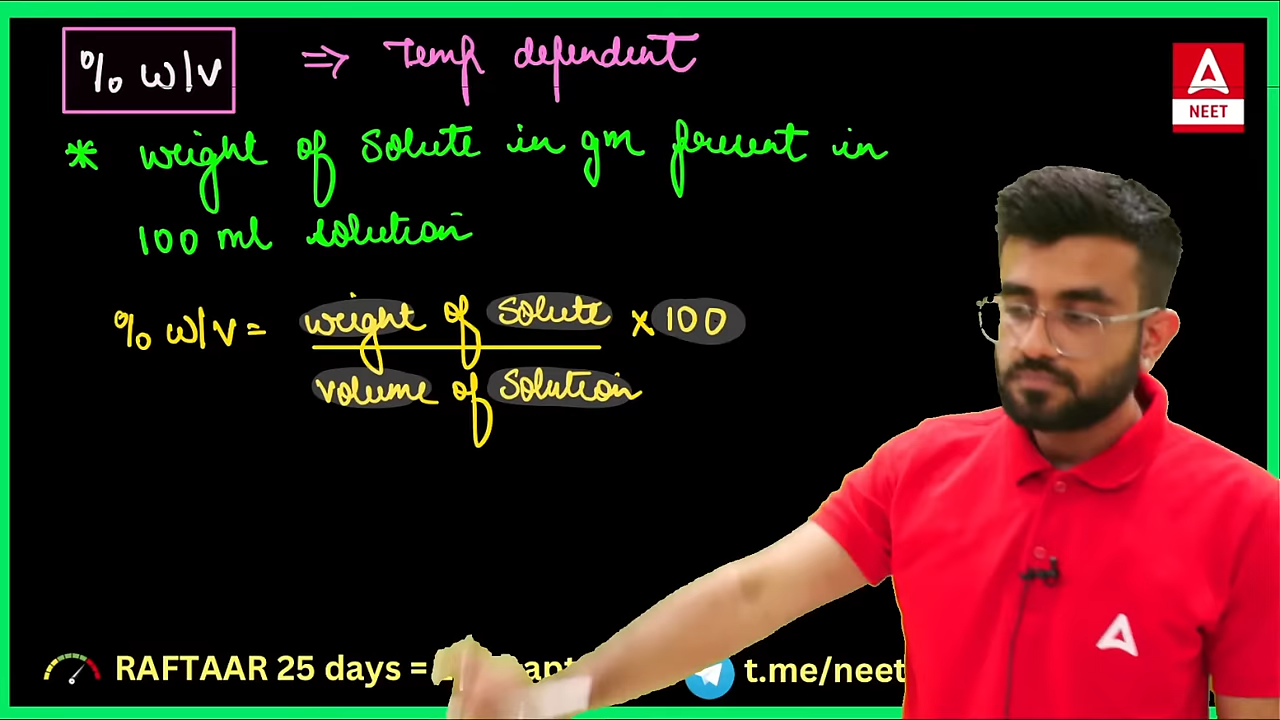 % w/v ⇒ Temp dependent
* weight of solute in gm present in
100 ml solution
% w/v = weight of solute × 100
volume of solution
NEET
RAFTAAR 25 days =
t.me/neet